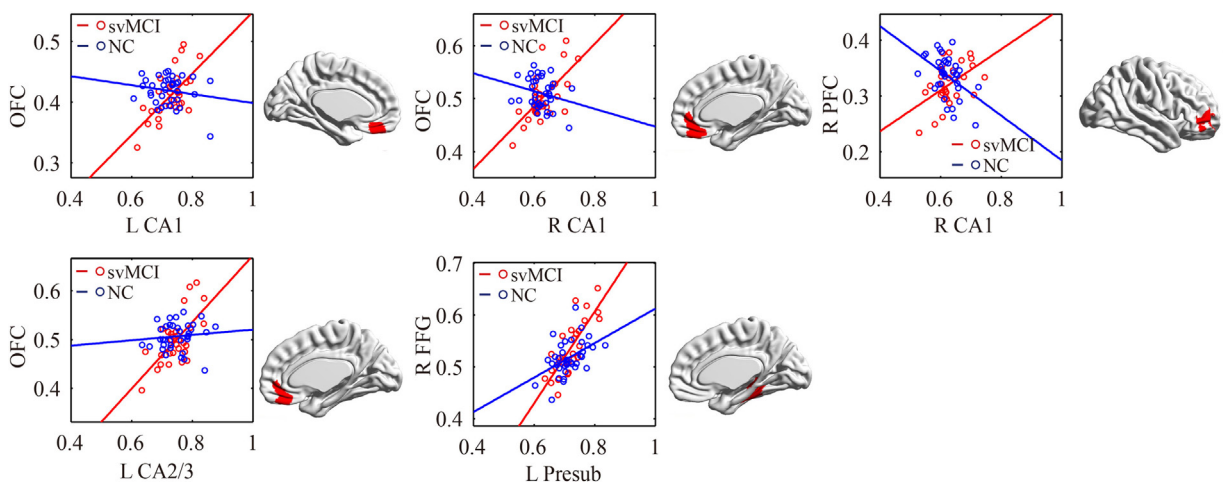 OFC
0.5
0.4
0.3
svMCI
NC
0.4 0.6 0.8 1
L CA1
OFC
0.6
0.5
0.4
svMCI
NC
0.4 0.6 0.8 1
R CA1
R PFC
0.4
0.3
0.2
svMCI
NC
0.4 0.6 0.8 1
R CA1
OFC
0.6
0.5
0.4
svMCI
NC
0.4 0.6 0.8 1
L CA2/3
R FFG
0.7
0.6
0.5
0.4
svMCI
NC
0.4 0.6 0.8 1
L Presub